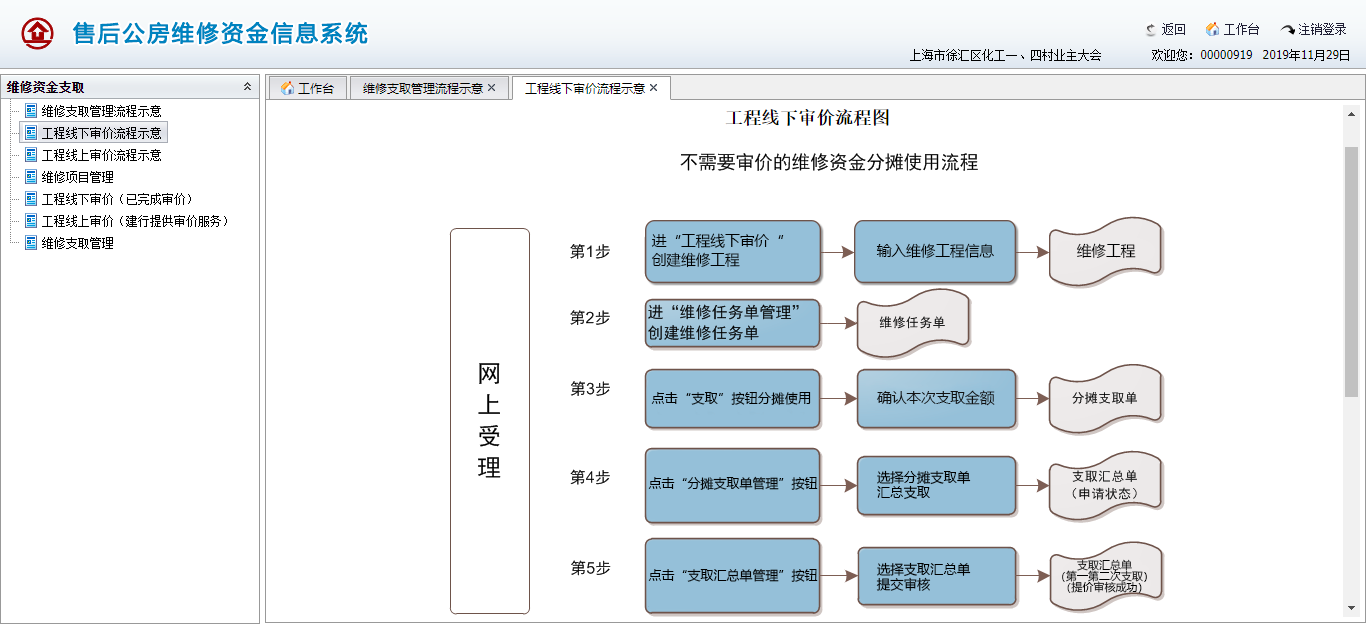 售后公房维修资金信息系统
返回 工作台 注销登录
上海市徐汇区化工一、四村业主大会 欢迎您：00000919 2019年11月29日
维修资金支取
维修支取管理流程示意
工程线下审价流程示意
工程线上审价流程示意
维修项目管理
工程线下审价（已完成审价）
工程线上审价（建行提供审价服务）
维修支取管理
工作台 维修支取管理流程示意 工程线下审价流程示意
工程线下审价流程图
不需要审价的维修资金分摊使用流程
网
上
受
理
第1步
进“工程线下审价 “
创建维修工程
输入维修工程信息
维修工程
第2步
进“维修任务单管理”
创建维修任务单
维修任务单
第3步
点击“支取”按钮分摊使用
确认本次支取金额
分摊支取单
第4步
点击“分摊支取单管理”按钮
选择分摊支取单
汇总支取
支取汇总单
（申请状态）
第5步
点击“支取汇总单管理”按钮
选择支取汇总单
提交审核
支取汇总单
(第一第二次支取)
(提价审核成功)